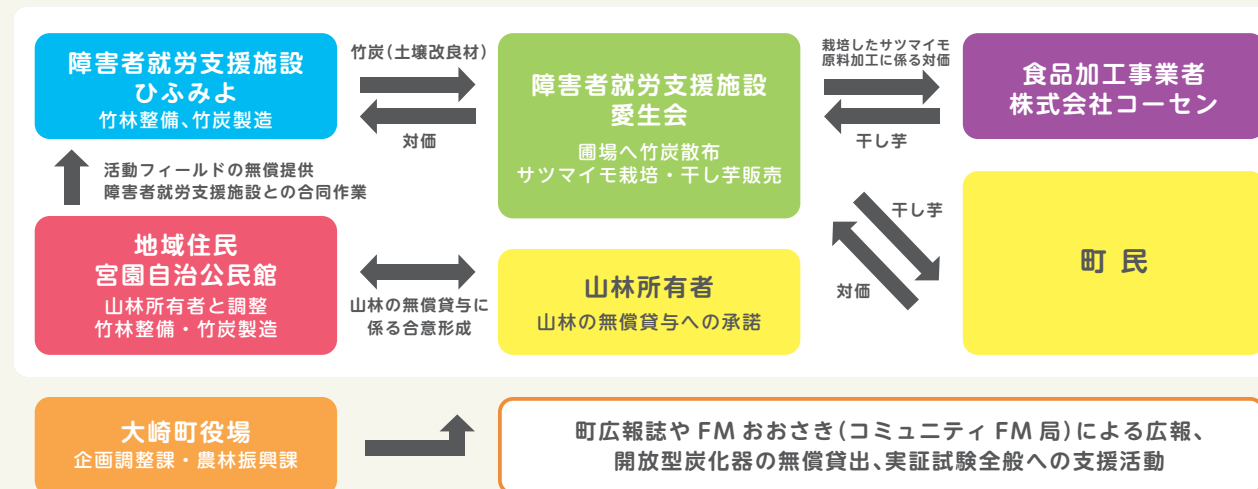 障害者就労支援施設
ひふみよ
竹林整備、竹炭製造
竹炭(土壌改良材)
対価
障害者就労支援施設
愛生会
圃場へ竹炭散布
サツマイモ栽培・干し芋販売
栽培したサツマイモ
原料加工に係る対価
干し芋
食品加工事業者
株式会社コーセン
活動フィールドの無償提供
障害者就労支援施設との合同作業
地域住民
宮園自治公民館
山林所有者と調整
竹林整備・竹炭製造
山林の無償貸与に
係る合意形成
山林所有者
山林の無償貸与への承諾
干し芋
対価
町民
大崎町役場
企画調整課・農林振興課
町広報誌や FM おおさき(コミュニティ FM 局)による広報、
開放型炭化器の無償貸出、実証試験全般への支援活動